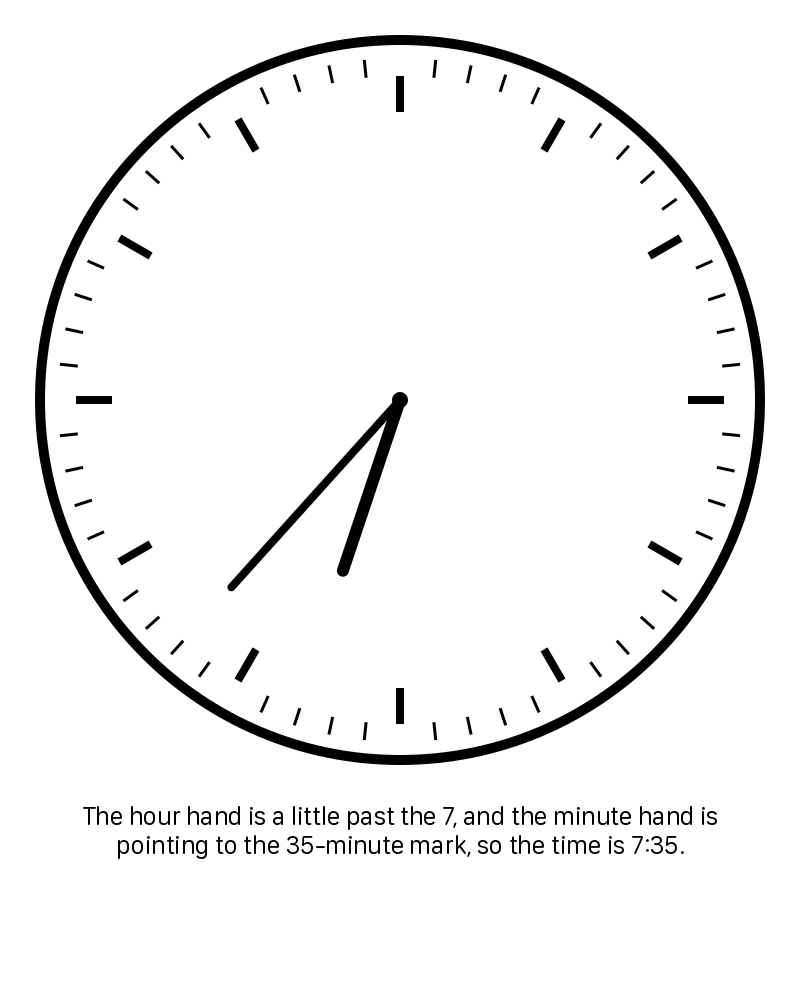 The hour hand is a little past the 7, and the minute hand is
pointing to the 35-minute mark, so the time is 7:35.